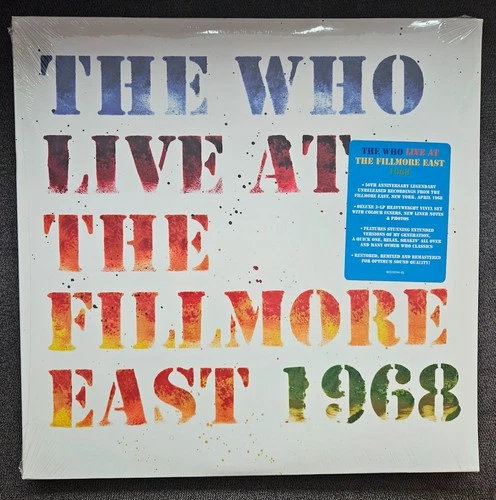 THE WHO
LIVE AT
THE
FILLMORE
EAST 1968
THE WHO LIVE AT
THE FILLMORE EAST
1968
• 50TH ANNIVERSARY LEGENDARY
UNRELEASED RECORDINGS FROM THE
FILLMORE EAST, NEW YORK, APRIL 1968
• DELUXE 3-LP HEAVYWEIGHT VINYL SET
WITH COLOUR INNERS, NEW LINER NOTES
& PHOTOS
• FEATURES STUNNING EXTENDED
VERSIONS OF MY GENERATION,
A QUICK ONE, RELAX, SHAKIN' ALL OVER
AND MANY OTHER WHO CLASSICS
• RESTORED, REMIXED AND REMASTERED
FOR OPTIMUM SOUND QUALITY!